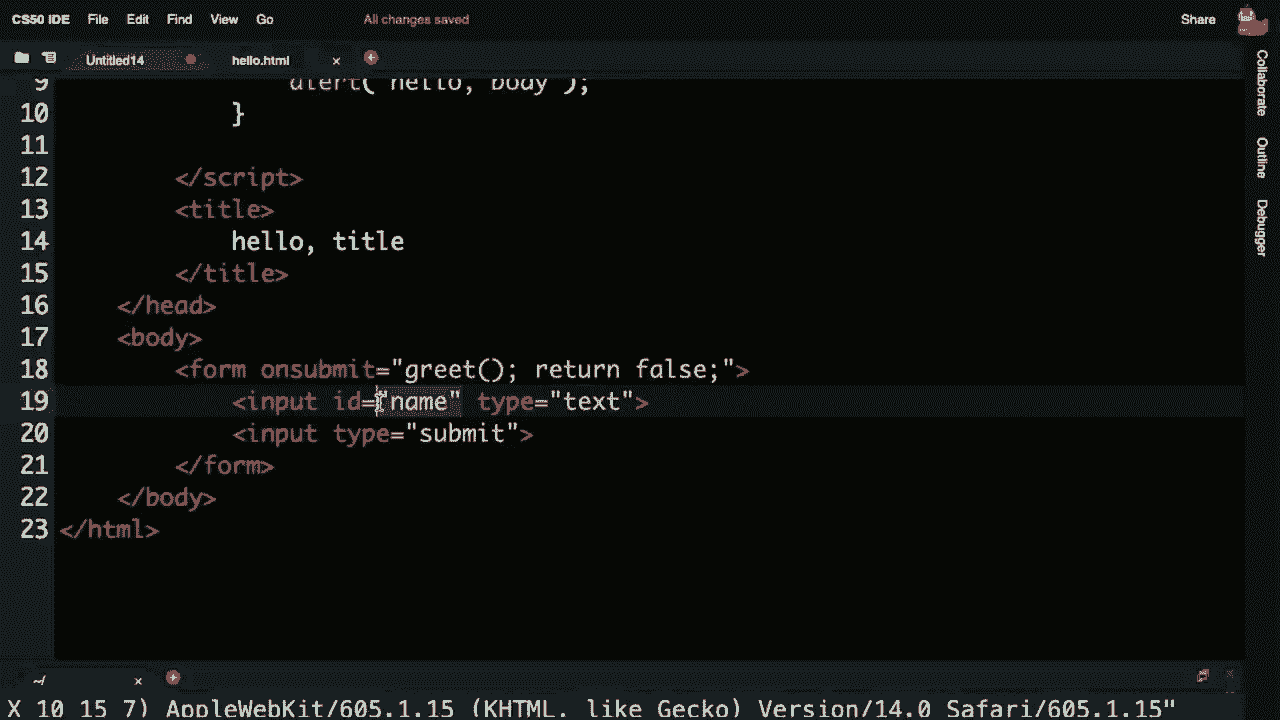 CS50 IDE File Edit Find View Go All changes saved Share
Untitled14 hello.html
Collaborate
Outline
Debugger
9 alert('hello, body');
10 }
11
12 </script>
13 <title>
14 hello, title
15 </title>
16 </head>
17 <body>
18 <form onsubmit="greet(); return false;">
19 <input id="name" type="text">
20 <input type="submit">
21 </form>
22 </body>
23 </html>
~/
X 10_15_7) AppleWebKit/605.1.15 (KHTML, like Gecko) Version/14.0 Safari/605.1.15"